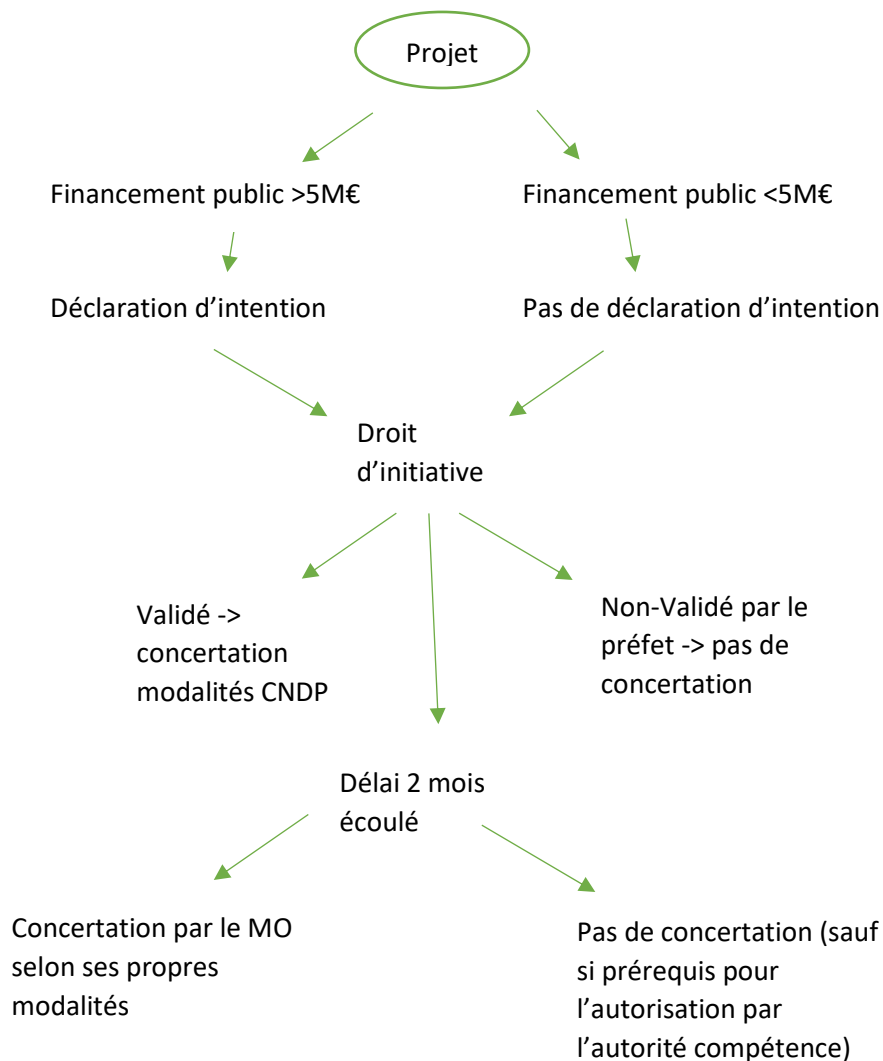 Projet
Financement public >5M€
Financement public <5M€
Déclaration d'intention
Pas de déclaration d'intention
Droit
d'initiative
Validé ->
concertation
modalités CNDP
Non-Validé par le
préfet -> pas de
concertation
Délai 2 mois
écoulé
Concertation par le MO
selon ses propres
modalités
Pas de concertation (sauf
si prérequis pour
l'autorisation par
l'autorité compétence)